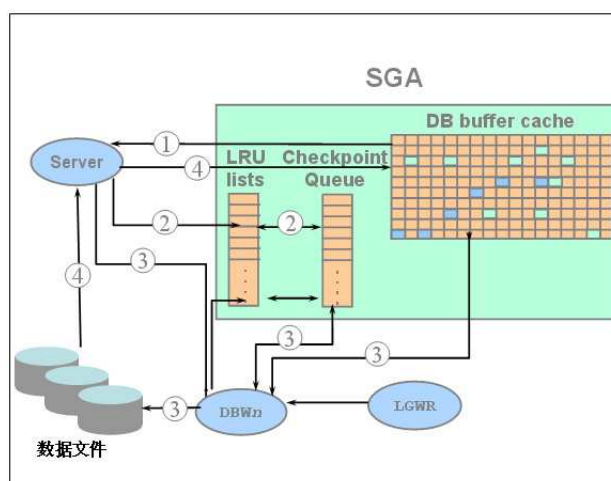 SGA
DB buffer cache
①
Server
④
LRU
lists
Checkpoint
Queue
②
②
③
④
③
③
③
DBWn
LGWR
数据文件